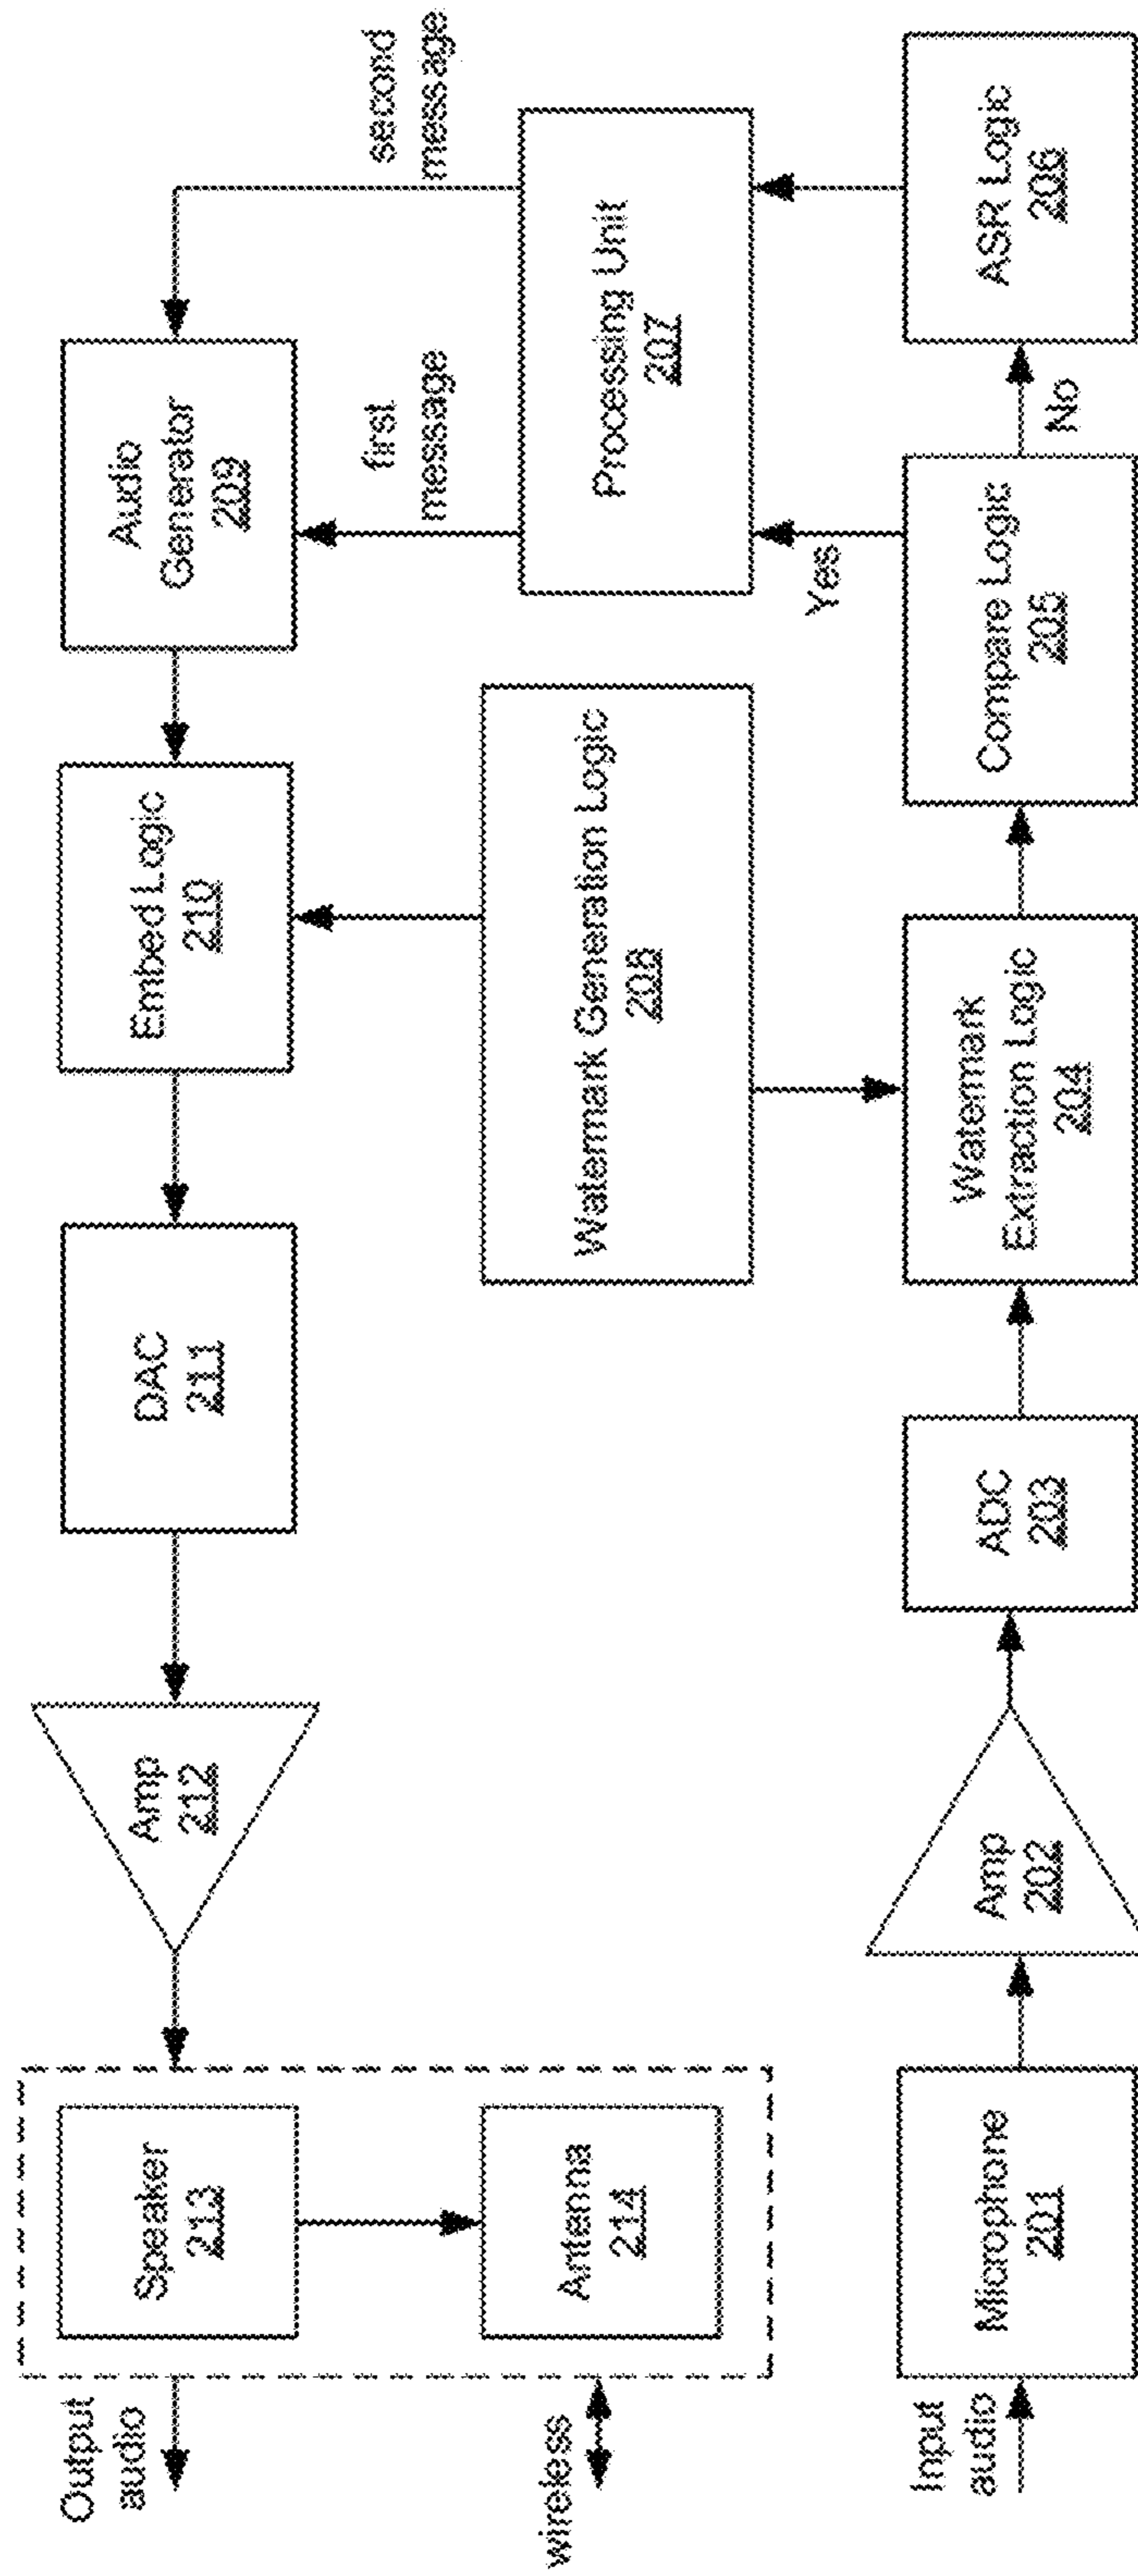 Output
audio
Speaker
213
Amp
212
DAC
211
Embed Logic
210
Audio
Generator
209
second
message
first
message
wireless
Antenna
214
Watermark Generation Logic
208
Processing Unit
207
Yes
Input
audio
Microphone
201
Amp
202
ADC
203
Watermark
Extraction Logic
204
Compare Logic
205
No
ASR Logic
206